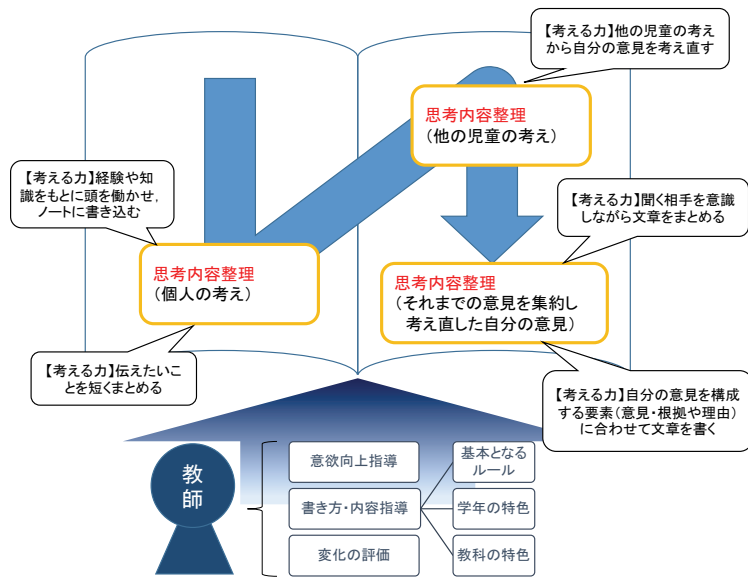 【考える力】他の児童の考え
から自分の意見を考え直す
思考内容整理
（他の児童の考え）
【考える力】経験や知
識をもとに頭を働かせ，
ノートに書き込む
【考える力】聞く相手を意識
しながら文章をまとめる
思考内容整理
（個人の考え）
思考内容整理
（それまでの意見を集約し
考え直した自分の意見）
【考える力】伝えたいこ
とを短くまとめる
【考える力】自分の意見を構成
する要素（意見・根拠や理由）
に合わせて文章を書く
教師
意欲向上指導
書き方・内容指導
変化の評価
基本となる
ルール
学年の特色
教科の特色